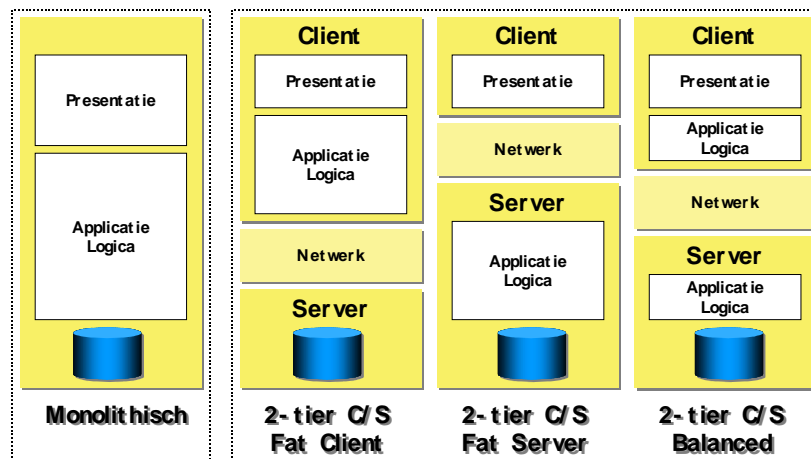 Presentatie
Applicatie
Logica
Monolithisch
Client
Presentatie
Applicatie
Logica
Netwerk
Server
2-tier C/S
Fat Client
Client
Presentatie
Netwerk
Server
Applicatie
Logica
2-tier C/S
Fat Server
Client
Presentatie
Applicatie
Logica
Netwerk
Server
Applicatie
Logica
2-tier C/S
Balanced